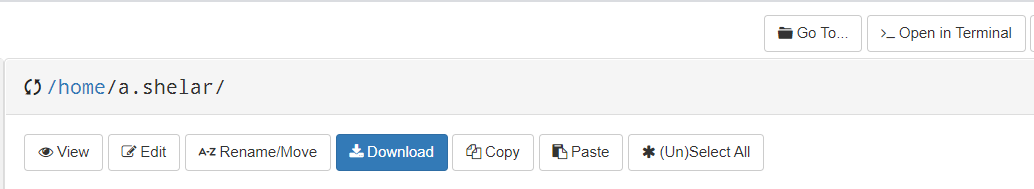 Go To... >_ Open in Terminal
/home/a.shelar/
View Edit A-Z Rename/Move Download Copy Paste (Un)Select All